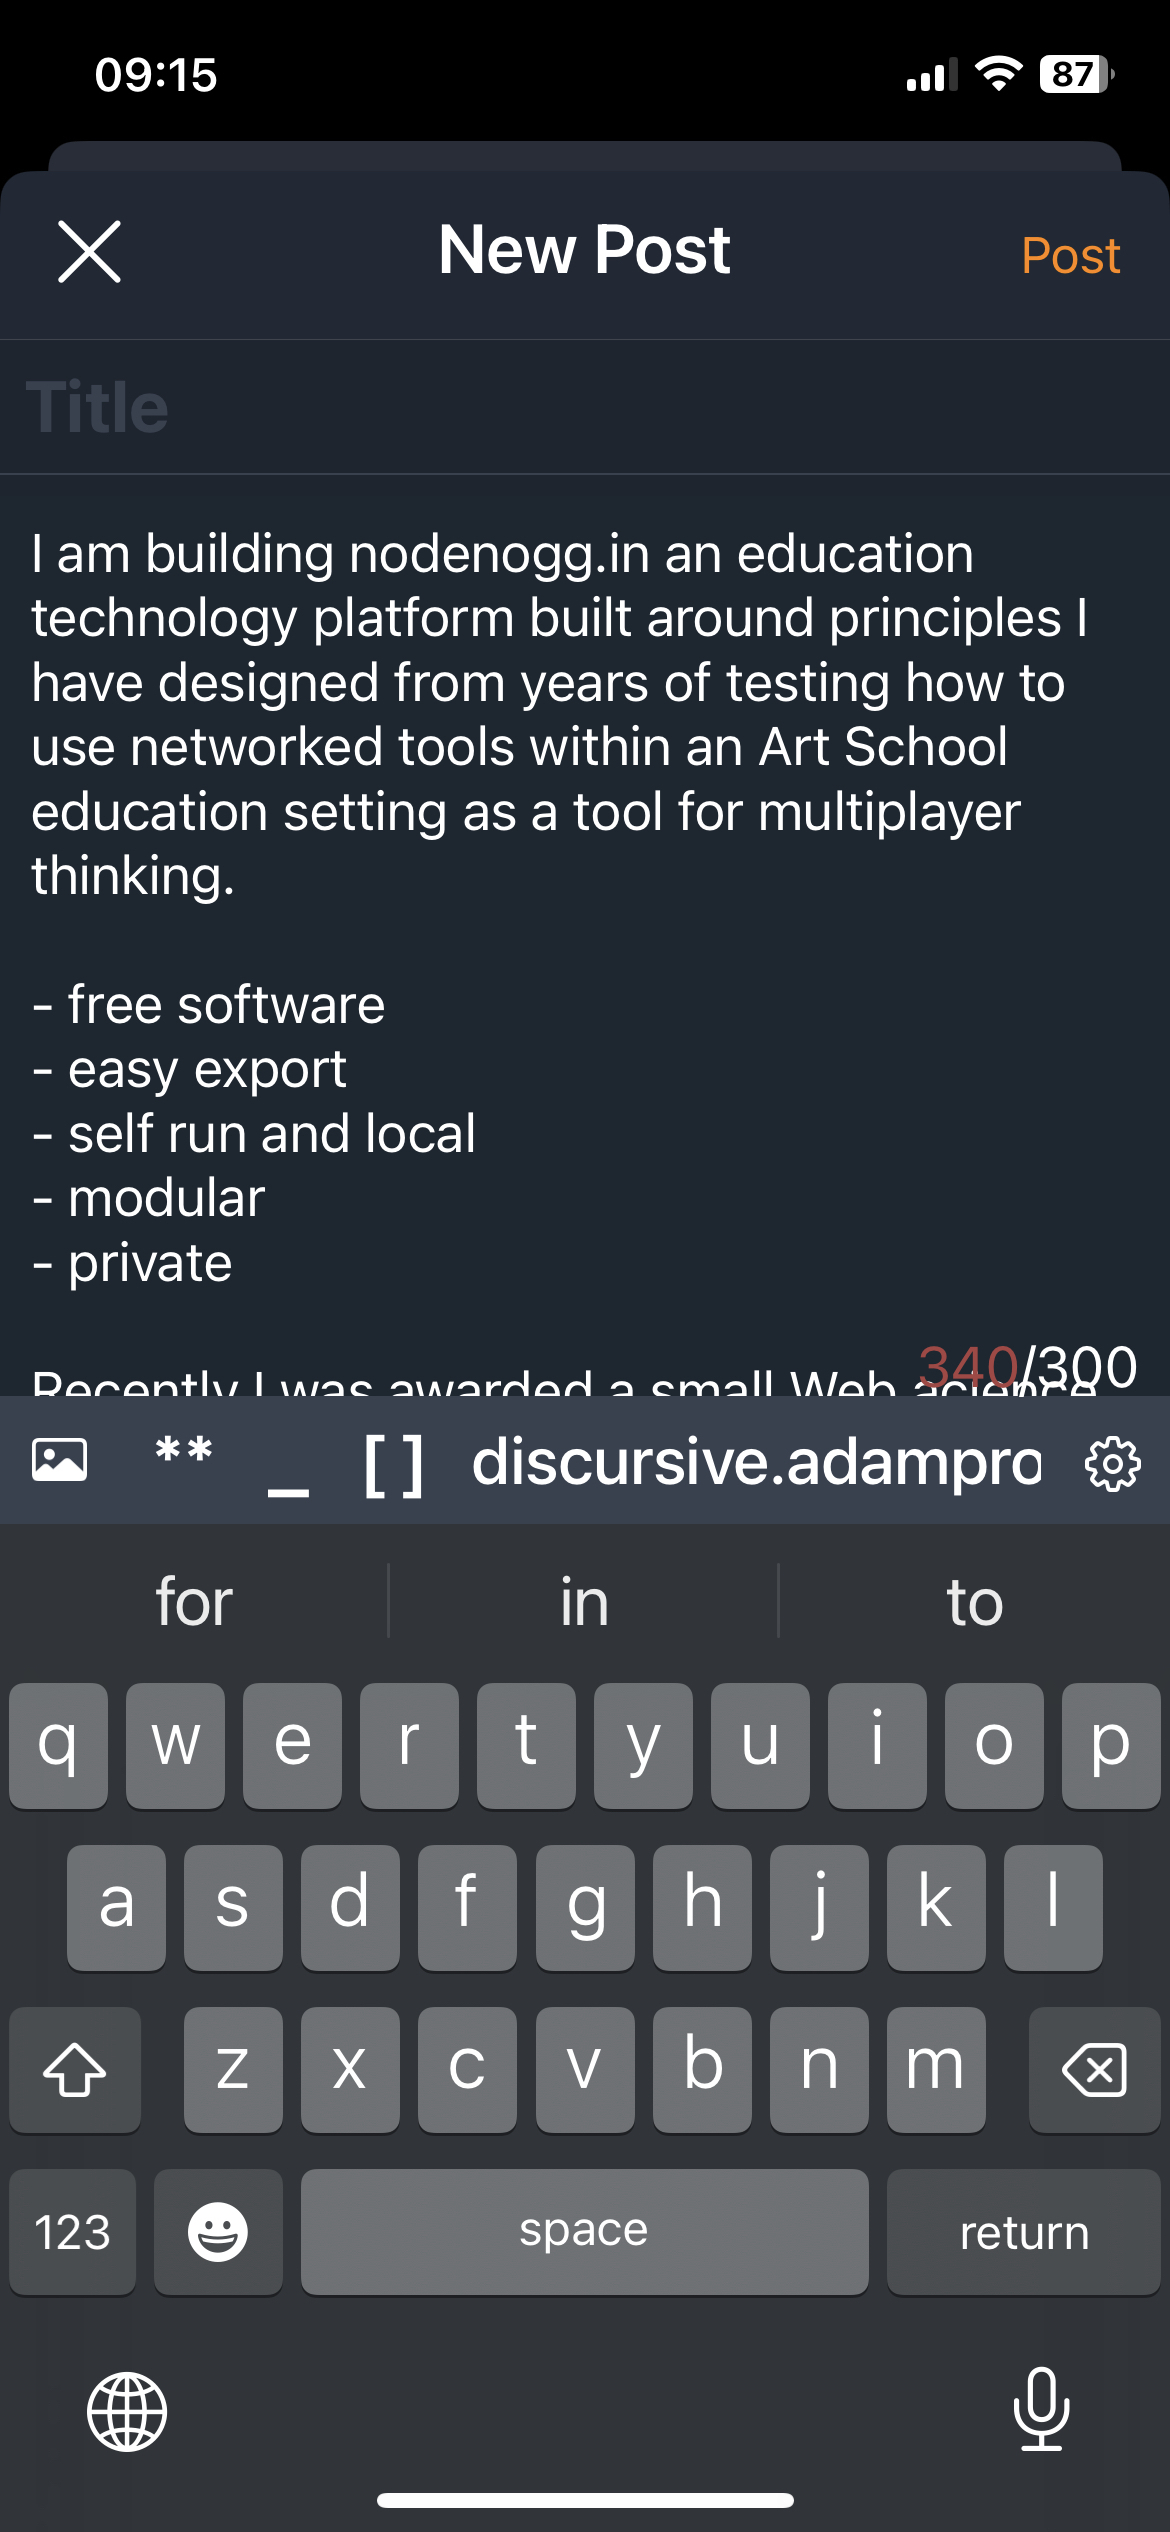 09:15
87
New Post
Post
Title
I am building nodenogg.in an education
technology platform built around principles I
have designed from years of testing how to
use networked tools within an Art School
education setting as a tool for multiplayer
thinking.
- free software
- easy export
- self run and local
- modular
- private
340/300
Recently I was awarded a small Web acience
** _ [ ] discursive.adampro
for in to
q w e r t y u i o p
a s d f g h j k l
z x c v b n m
123 space return